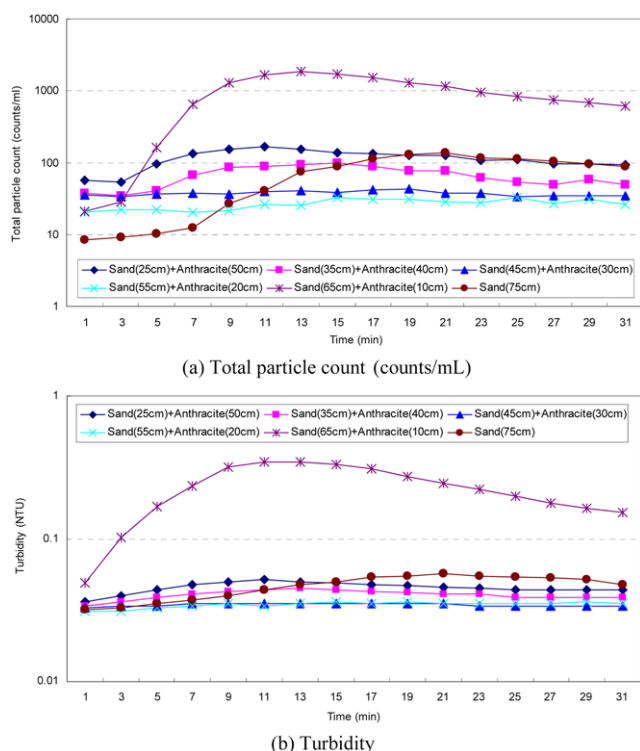 10000
1000
100
10
1
Total particle count (counts/ml)
Sand(25cm)+Anthracite(50cm) Sand(35cm)+Anthracite(40cm) Sand(45cm)+Anthracite(30cm)
Sand(55cm)+Anthracite(20cm) Sand(65cm)+Anthracite(10cm) Sand(75cm)
1 3 5 7 9 11 13 15 17 19 21 23 25 27 29 31
Time (min)
(a) Total particle count (counts/mL)
1
0.1
0.01
Turbidity (NTU)
Sand(25cm)+Anthracite(50cm) Sand(35cm)+Anthracite(40cm) Sand(45cm)+Anthracite(30cm)
Sand(55cm)+Anthracite(20cm) Sand(65cm)+Anthracite(10cm) Sand(75cm)
1 3 5 7 9 11 13 15 17 19 21 23 25 27 29 31
Time (min)
(b) Turbidity